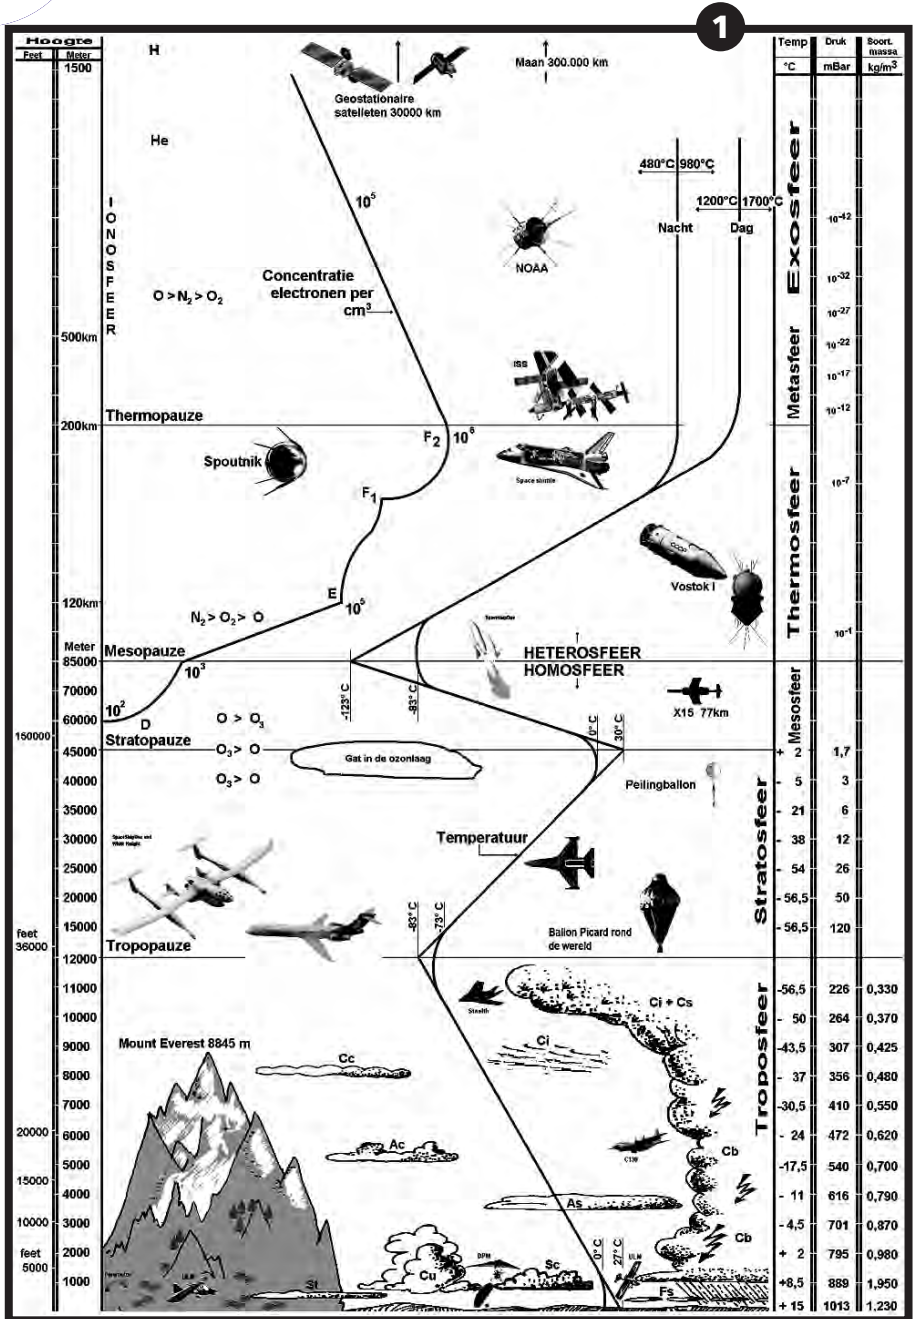 1
Hoogte
Feet Meter
1500
H
Maan 300.000 km
Geostationaire
satellieten 30000 km
Temp Druk Soort.
massa
°C mBar kg/m³
He
480°C 980°C
10⁵
1200°C 1700°C
IONOSFEER
Nacht Dag
10⁻⁴²
Exosfeer
NOAA
Concentratie
electronen per
cm³
10⁻³²
O > N₂ > O₂
10⁻²⁷
500km
10⁻²²
ISS
10⁻¹⁷
Metasfeer
10⁻¹²
Thermopauze
200km
F₂ 10⁶
Spoutnik
Space shuttle
10⁻⁷
F₁
Thermosfeer
Vostok I
E
120km 10⁵
N₂ > O₂ > O
10⁻¹
Meter Mesopauze
HETEROSFEER
85000
HOMOSFEER
10³
70000
-123° C -83° C
Mesosfeer
10²
X15 77km
60000 D
O > O₃
0° C 30° C
150000
Stratopauze
45000 O₃ > O + 2 1,7
Gat in de ozonlaag
40000 O₃ > O 5 3
Peilingballon
35000 - 21 6
30000 - 38 12
Temperatuur
25000 - 54 26
Stratosfeer
20000 - 56,5 50
-83° C -73° C
15000 - 56,5 120
feet
36000
Tropopauze
Ballon Picard rond
de wereld
12000
11000 -56,5 226 0,330
Ci + Cs
Stealth
10000 - 50 264 0,370
Troposfeer
Mount Everest 8845 m
Ci
9000 -43,5 307 0,425
Cc
8000 - 37 356 0,480
7000 -30,5 410 0,550
20000 6000 - 24 472 0,620
Ac
C130
Cb
5000 -17,5 540 0,700
15000
4000 - 11 616 0,790
As
10000 3000 - 4,5 701 0,870
Cb
feet 2000 + 2 795 0,980
0° C 27° C
5000
DPM
ULM
ULM
Cu Sc
1000 +8,5 889 1,950
St
Fs
+ 15 1013 1,230